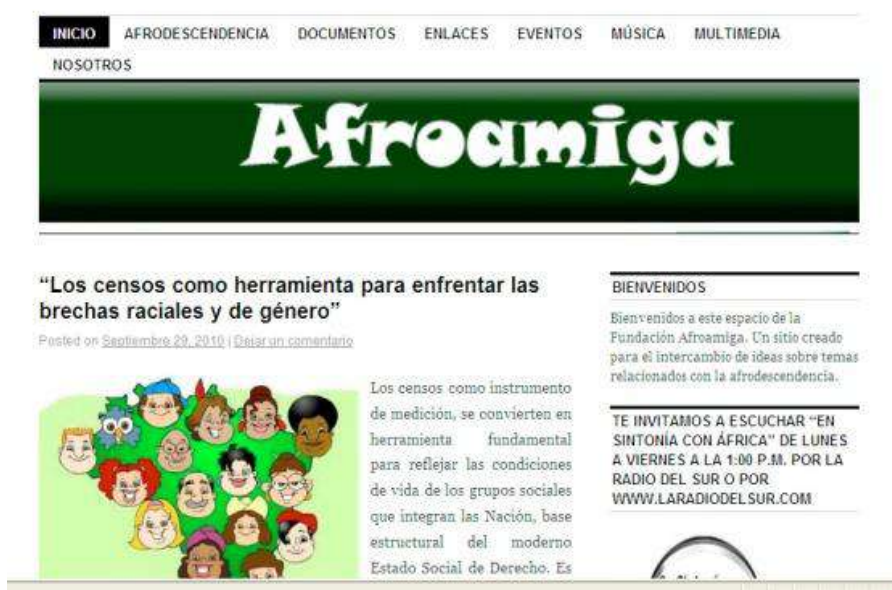 INICIO AFRODESCENDENCIA DOCUMENTOS ENLACES EVENTOS MÚSICA MULTIMEDIA
NOSOTROS
Afroamiga
“Los censos como herramienta para enfrentar las
brechas raciales y de género”
Posted on Septiembre 29, 2010 | Dejar un comentario
Los censos como instrumento
de medición, se convierten en
herramienta fundamental
para reflejar las condiciones
de vida de los grupos sociales
que integran las Nación, base
estructural del moderno
Estado Social de Derecho. Es
BIENVENIDOS
Bienvenidos a este espacio de la
Fundación Afroamiga. Un sitio creado
para el intercambio de ideas sobre temas
relacionados con la afrodescendencia.
TE INVITAMOS A ESCUCHAR “EN
SINTONÍA CON ÁFRICA” DE LUNES
A VIERNES A LA 1:00 P.M. POR LA
RADIO DEL SUR O POR
WWW.LARADIODELSUR.COM